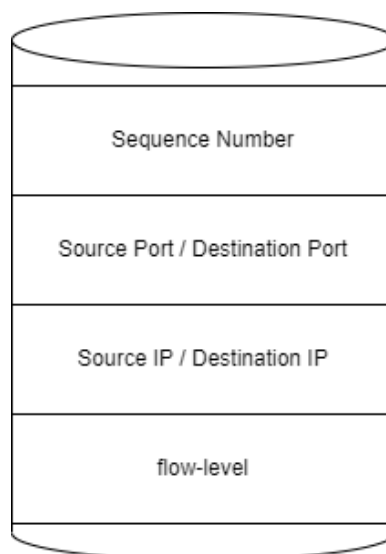 Sequence Number
Source Port / Destination Port
Source IP / Destination IP
flow-level